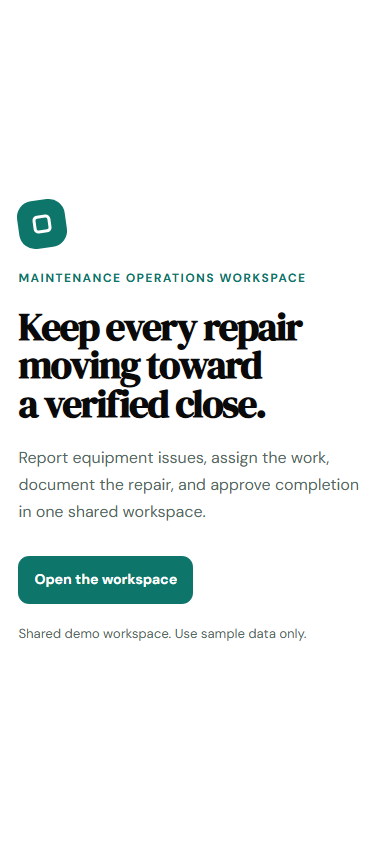 MAINTENANCE OPERATIONS WORKSPACE
Keep every repair
moving toward
a verified close.
Report equipment issues, assign the work,
document the repair, and approve completion
in one shared workspace.
Open the workspace
Shared demo workspace. Use sample data only.